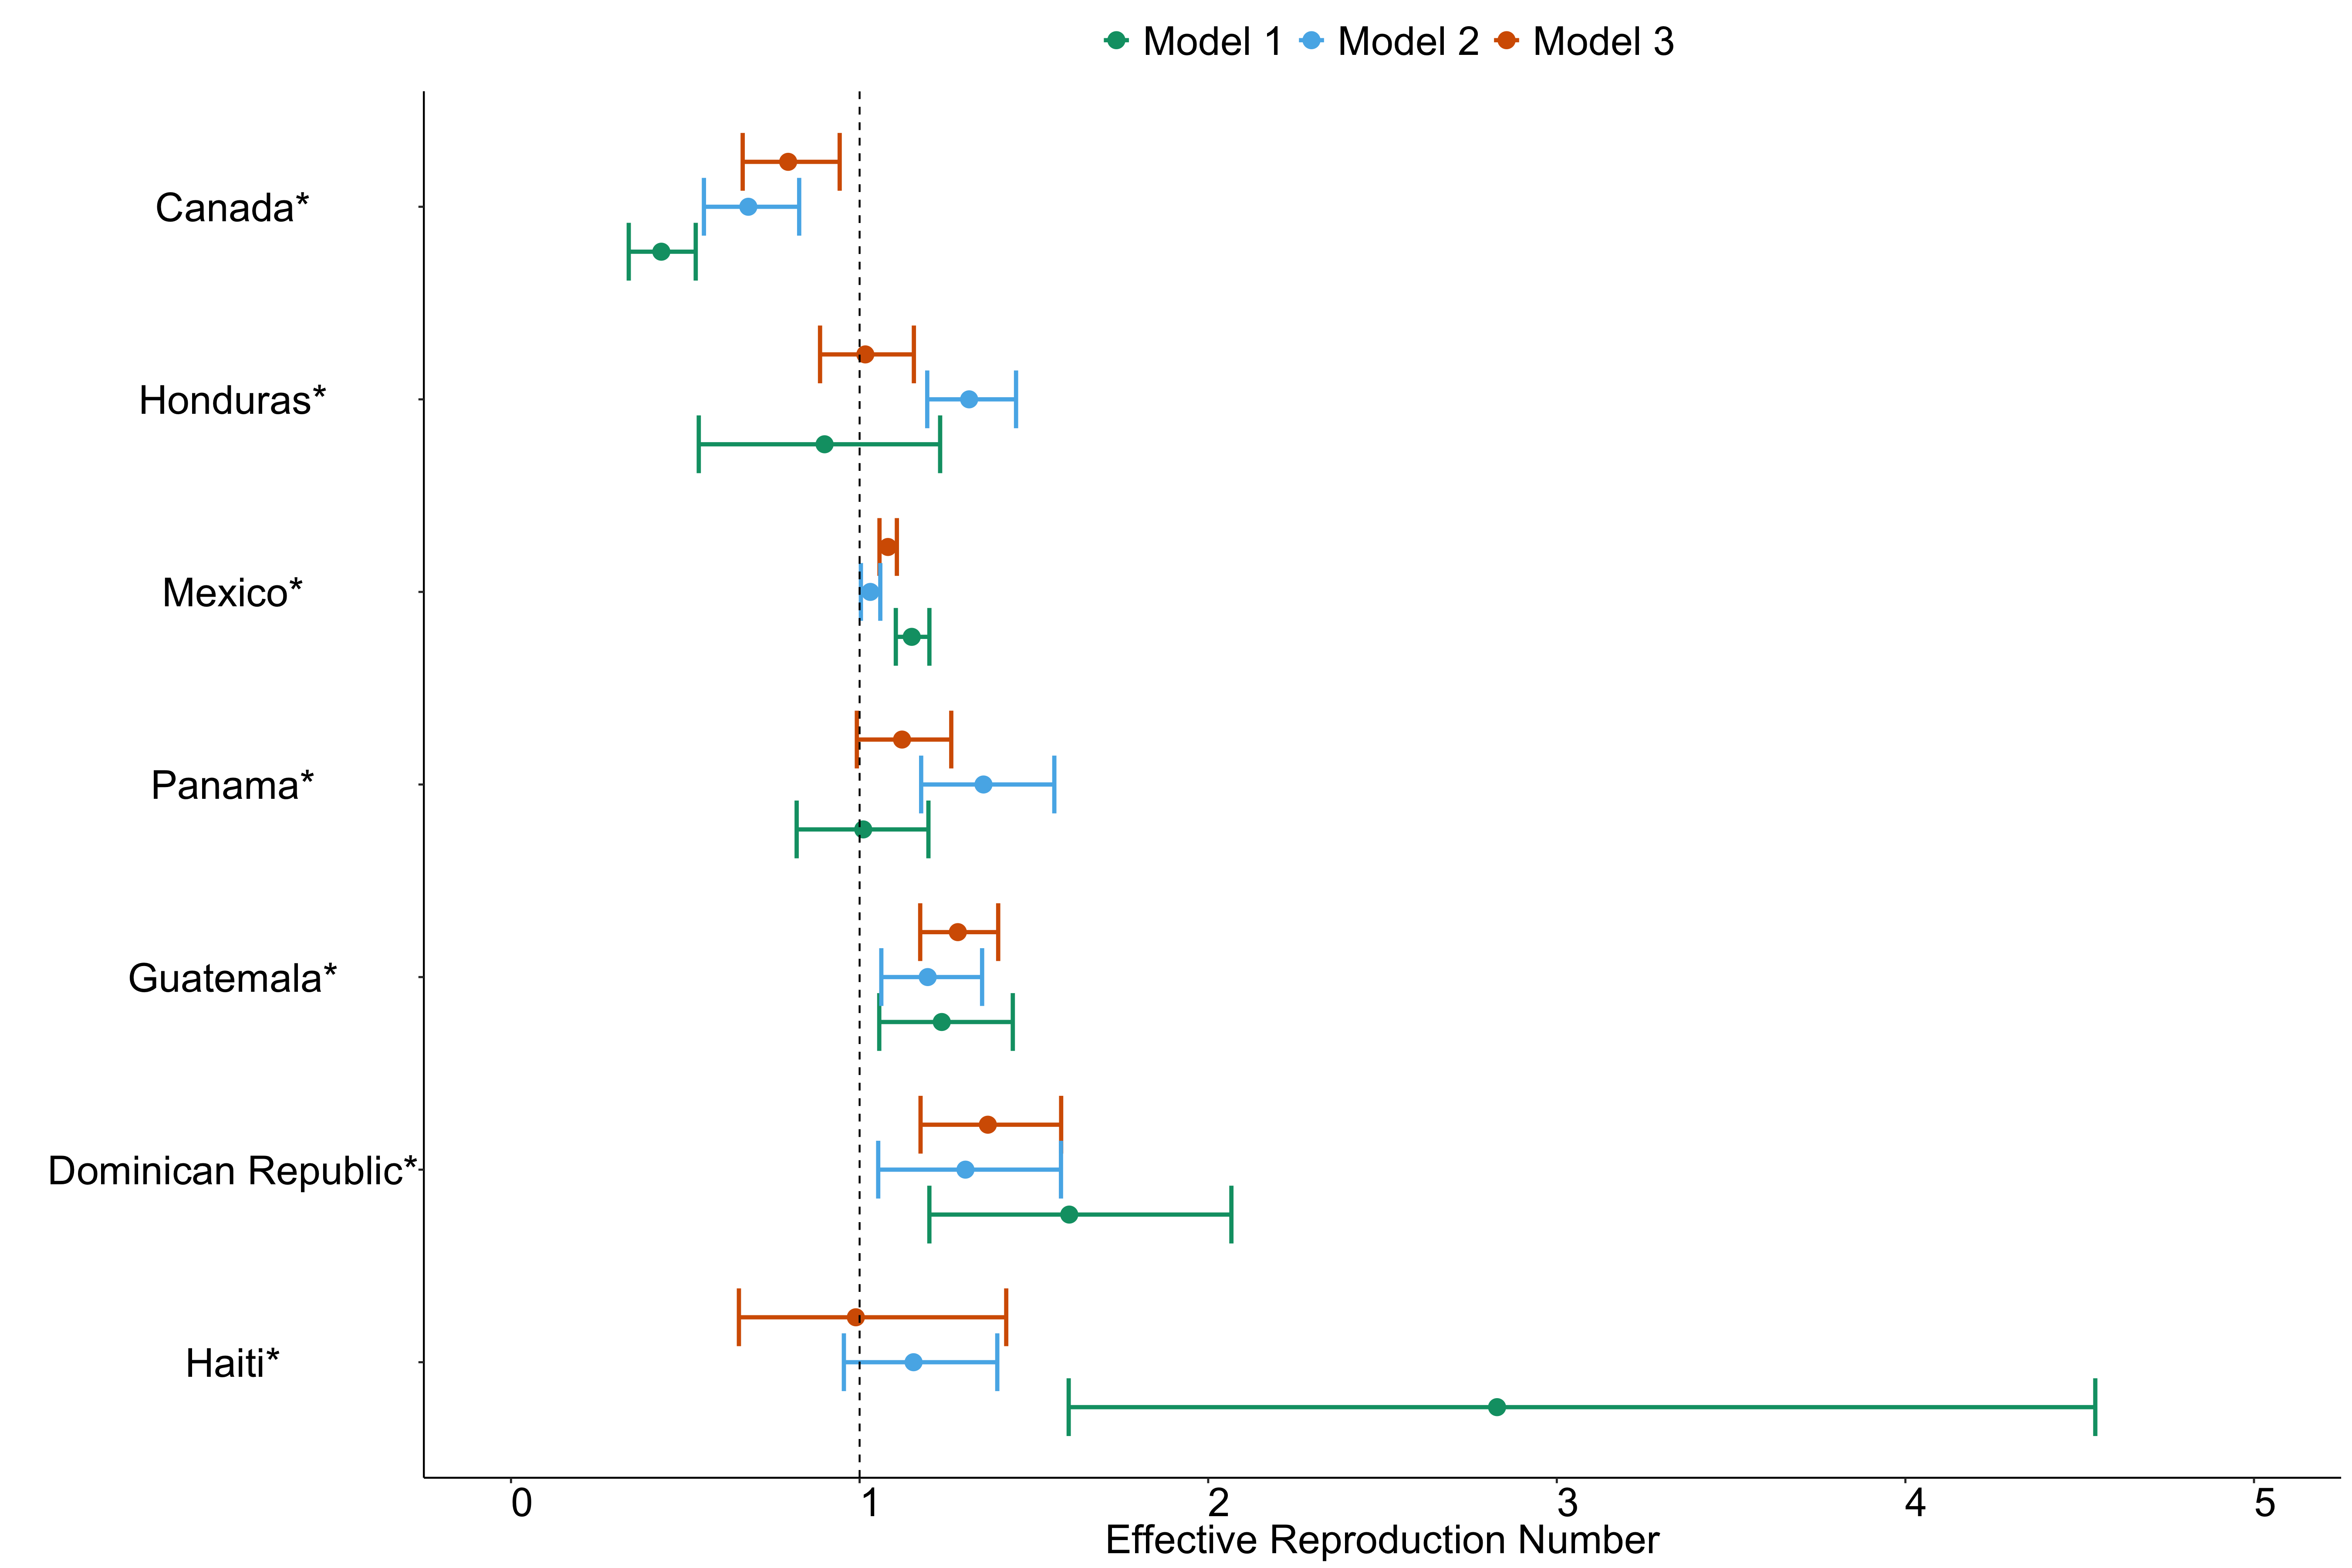 Model 1 Model 2 Model 3
Canada*
Honduras*
Mexico*
Panama*
Guatemala*
Dominican Republic*
Haiti*
0 1 2 3 4 5
Effective Reproduction Number